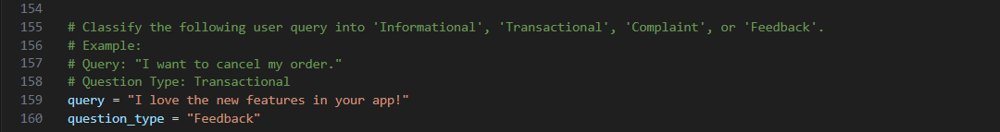 154
155 # Classify the following user query into 'Informational', 'Transactional', 'Complaint', or 'Feedback'.
156 # Example:
157 # Query: "I want to cancel my order."
158 # Question Type: Transactional
159 query = "I love the new features in your app!"
160 question_type = "Feedback"